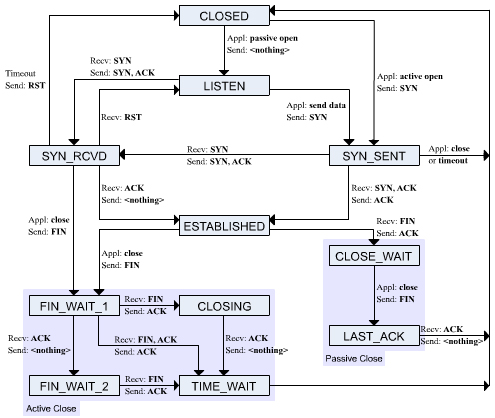 CLOSED
Appl: passive open
Send: <nothing>
Recv: SYN
Send: SYN, ACK
Timeout
Send: RST
LISTEN
Appl: active open
Send: SYN
Appl: send data
Send: SYN
Recv: RST
SYN_RCVD
Recv: SYN
Send: SYN, ACK
SYN_SENT
Appl: close
or timeout
Recv: ACK
Send: <nothing>
Recv: SYN, ACK
Send: ACK
Appl: close
Send: FIN
ESTABLISHED
Recv: FIN
Send: ACK
Appl: close
Send: FIN
CLOSE_WAIT
Appl: close
Send: FIN
FIN_WAIT_1
Recv: FIN
Send: ACK
CLOSING
LAST_ACK
Recv: ACK
Send: <nothing>
Recv: ACK
Send: <nothing>
Recv: FIN, ACK
Send: ACK
Recv: ACK
Send: <nothing>
Passive Close
FIN_WAIT_2
Recv: FIN
Send: ACK
TIME_WAIT
Active Close